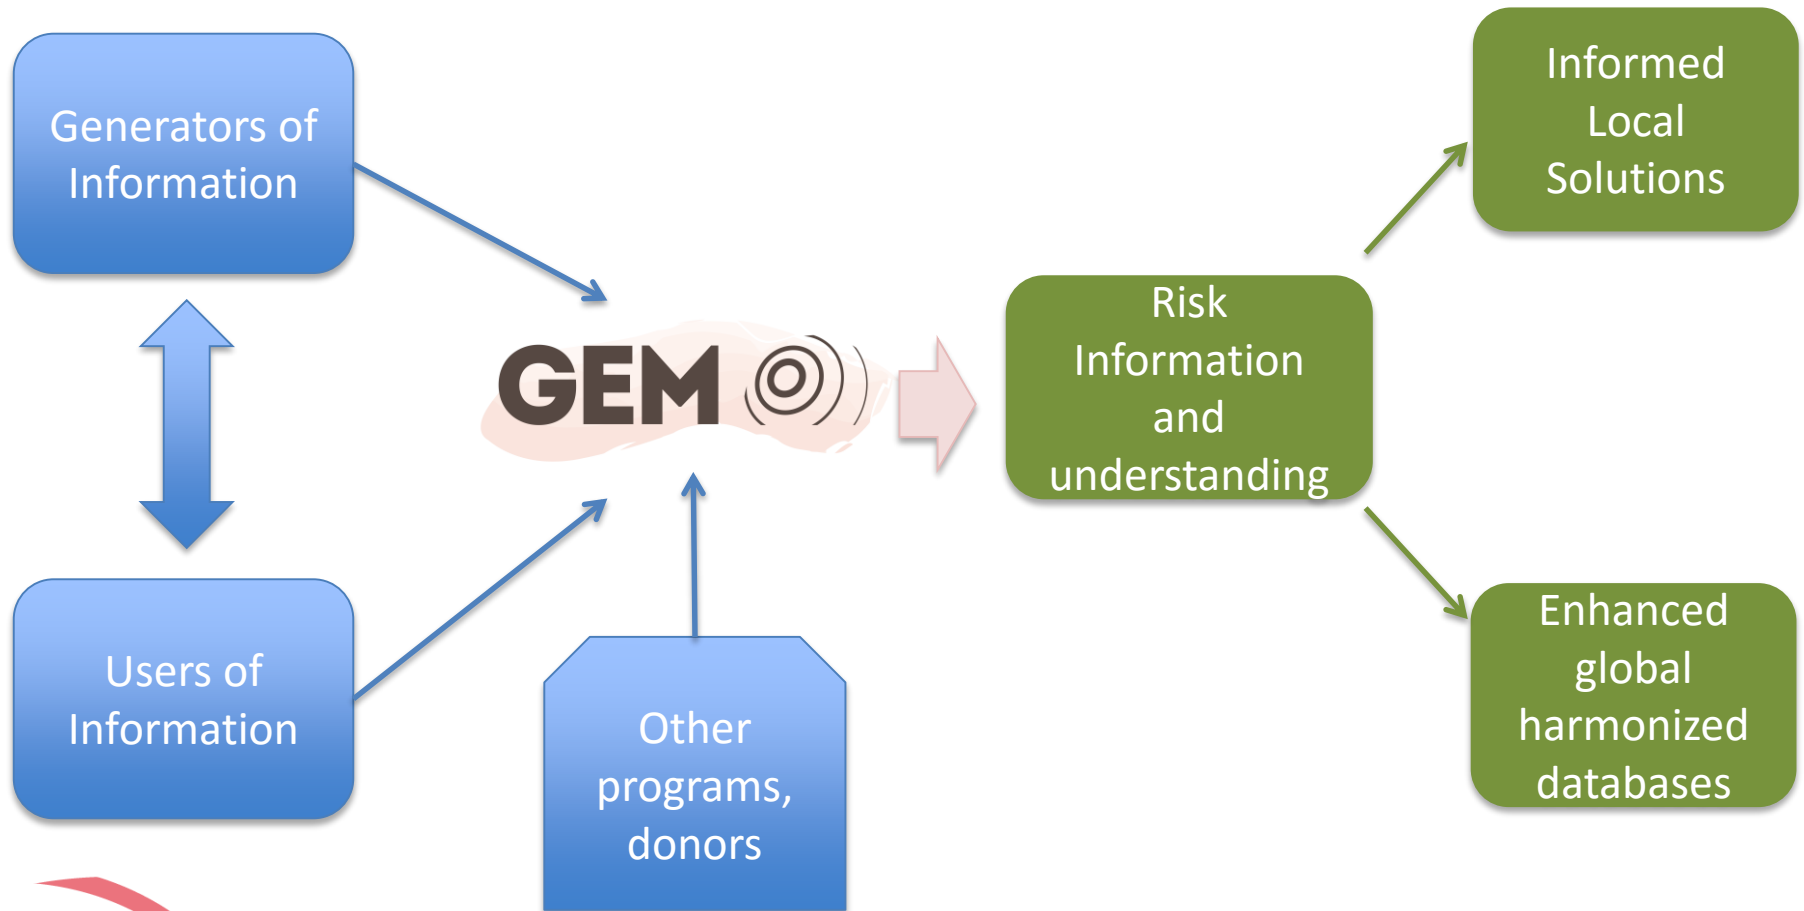 Generators of
Information
Informed
Local
Solutions
Risk
Information
and
understanding
GEM
Users of
Information
Other
programs,
donors
Enhanced
global
harmonized
databases